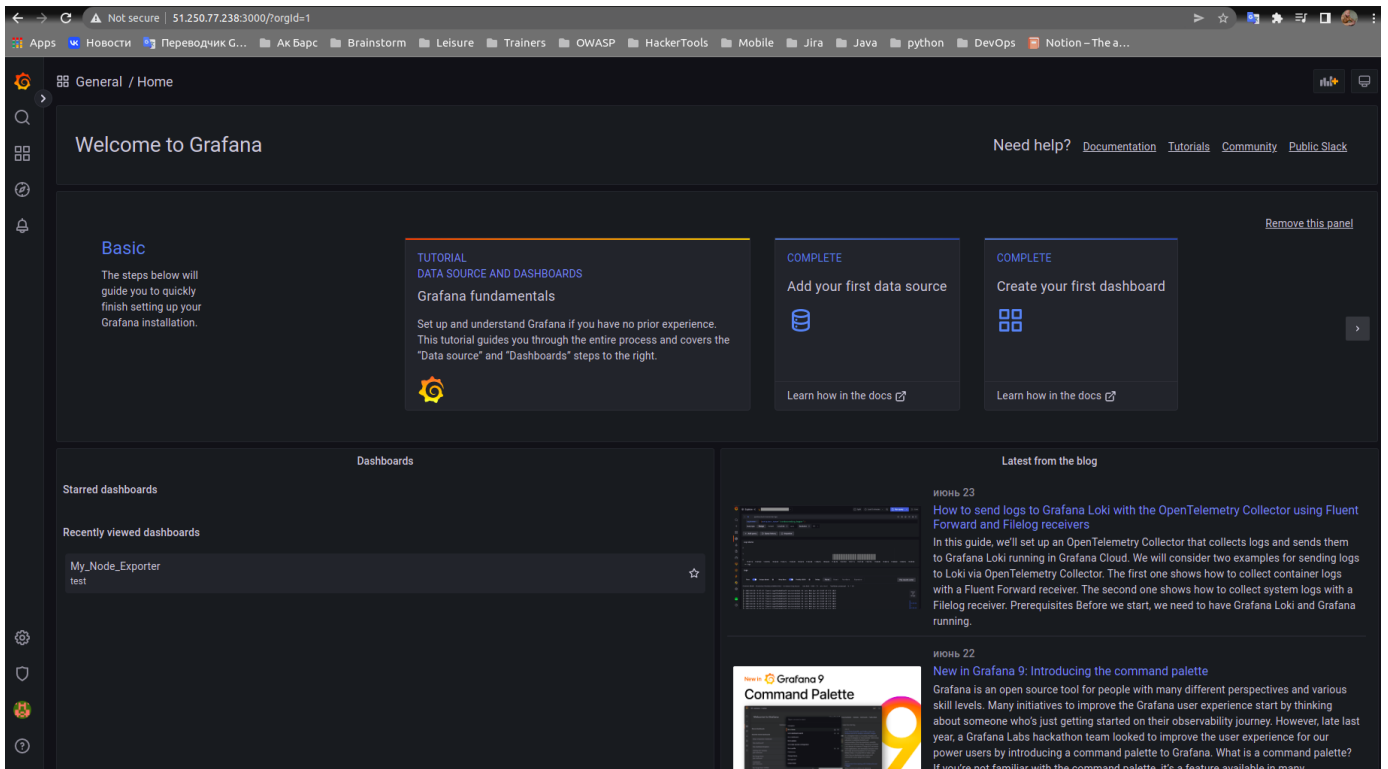 Not secure | 51.250.77.238:3000/?orgId=1
Apps Новости Переводчик G... Ак Барс Brainstorm Leisure Trainers OWASP HackerTools Mobile Jira Java python DevOps Notion – The a...
General / Home
Welcome to Grafana
Need help? Documentation Tutorials Community Public Slack
Remove this panel
Basic
The steps below will
guide you to quickly
finish setting up your
Grafana installation.
TUTORIAL
DATA SOURCE AND DASHBOARDS
Grafana fundamentals
Set up and understand Grafana if you have no prior experience.
This tutorial guides you through the entire process and covers the
"Data source" and "Dashboards" steps to the right.
COMPLETE
Add your first data source
Learn how in the docs
COMPLETE
Create your first dashboard
Learn how in the docs
Dashboards
Starred dashboards
Recently viewed dashboards
My_Node_Exporter
test
Latest from the blog
июнь 23
How to send logs to Grafana Loki with the OpenTelemetry Collector using Fluent
Forward and Filelog receivers
In this guide, we'll set up an OpenTelemetry Collector that collects logs and sends them
to Grafana Loki running in Grafana Cloud. We will consider two examples for sending logs
to Loki via OpenTelemetry Collector. The first one shows how to collect container logs
with a Fluent Forward receiver. The second one shows how to collect system logs with a
Filelog receiver. Prerequisites Before we start, we need to have Grafana Loki and Grafana
running.
июнь 22
New in Grafana 9: Introducing the command palette
Grafana is an open source tool for people with many different perspectives and various
skill levels. Many initiatives to improve the Grafana user experience start by thinking
about someone who's just getting started on their observability journey. However, late last
year, a Grafana Labs hackathon team looked to improve the user experience for our
power users by introducing a command palette to Grafana. What is a command palette?
If you're not familiar with the command palette, it's a feature available in many
New in Grafana 9
Command Palette
9